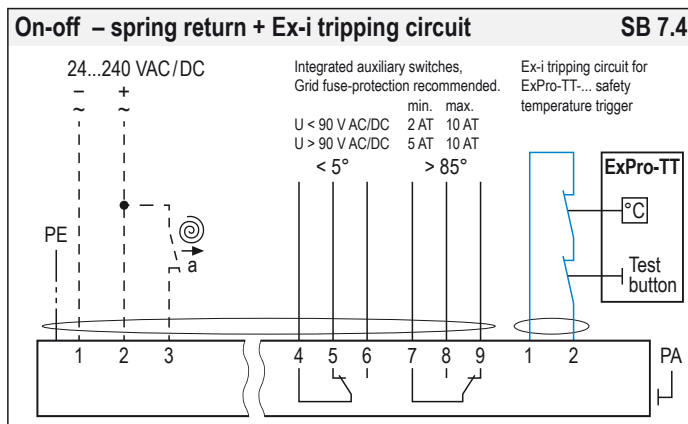 On-off – spring return + Ex-i tripping circuit SB 7.4
24...240 VAC/DC
– +
~ ~
PE
a
Integrated auxiliary switches,
Grid fuse-protection recommended.
min. max.
U < 90 V AC/DC 2 AT 10 AT
U > 90 V AC/DC 5 AT 10 AT
< 5° > 85°
Ex-i tripping circuit for
ExPro-TT-... safety
temperature trigger
ExPro-TT
°C
Test
button
1 2 3 4 5 6 7 8 9 1 2 PA